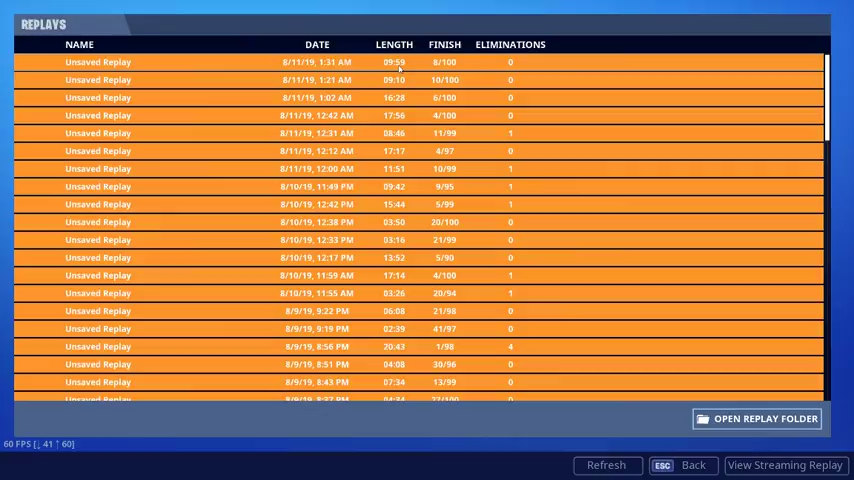 REPLAYS
NAME DATE LENGTH FINISH ELIMINATIONS
Unsaved Replay 8/11/19, 1:31 AM 09:59 8/100 0
Unsaved Replay 8/11/19, 1:21 AM 09:10 10/100 0
Unsaved Replay 8/11/19, 1:02 AM 16:28 6/100 0
Unsaved Replay 8/11/19, 12:42 AM 17:56 4/100 0
Unsaved Replay 8/11/19, 12:31 AM 08:46 11/99 1
Unsaved Replay 8/11/19, 12:12 AM 17:17 4/97 0
Unsaved Replay 8/11/19, 12:00 AM 11:51 10/99 1
Unsaved Replay 8/10/19, 11:49 PM 09:42 9/95 1
Unsaved Replay 8/10/19, 12:42 PM 15:44 5/99 1
Unsaved Replay 8/10/19, 12:38 PM 03:50 20/100 0
Unsaved Replay 8/10/19, 12:33 PM 03:16 21/99 0
Unsaved Replay 8/10/19, 12:17 PM 13:52 5/90 0
Unsaved Replay 8/10/19, 11:59 AM 17:14 4/100 1
Unsaved Replay 8/10/19, 11:55 AM 03:26 20/94 1
Unsaved Replay 8/9/19, 9:22 PM 06:08 21/98 0
Unsaved Replay 8/9/19, 9:19 PM 02:39 41/97 0
Unsaved Replay 8/9/19, 8:56 PM 20:43 1/98 4
Unsaved Replay 8/9/19, 8:51 PM 04:08 30/96 0
Unsaved Replay 8/9/19, 8:43 PM 07:34 13/99 0
Unsaved Replay 8/9/19, 8:37 PM 04:34 0
OPEN REPLAY FOLDER
60 FPS [↓ 41 ↑ 60]
Refresh ESC Back View Streaming Replay